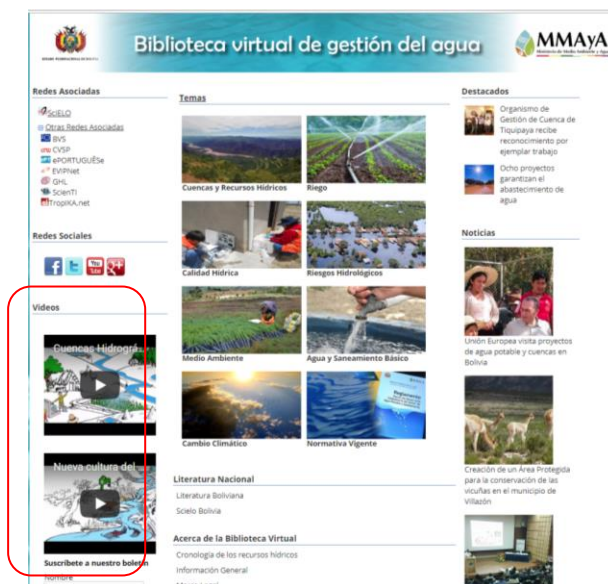 Biblioteca virtual de gestión del agua
MMAyA
Redes Asociadas
SciELO
Otras Redes Asociadas
BVS
CVSP
ePORTUGUÊSe
EVIPNet
GHL
ScienTI
TropIKA.net
Redes Sociales
You
Tube
Videos
Cuencas Hidrográ...
Nueva cultura del ...
Suscríbete a nuestro boletín
Nombre
Temas
Cuencas y Recursos Hídricos
Riego
Calidad Hídrica
Riesgos Hidrológicos
Medio Ambiente
Agua y Saneamiento Básico
Cambio Climático
Normativa Vigente
Literatura Nacional
Literatura Boliviana
Scielo Bolivia
Acerca de la Biblioteca Virtual
Cronología de los recursos hídricos
Información General
Destacados
Organismo de
Gestión de Cuenca de
Tiquipaya recibe
reconocimiento por
ejemplar trabajo
Ocho proyectos
garantizan el
abastecimiento de
agua
Noticias
Unión Europea visita proyectos
de agua potable y cuencas en
Bolivia
Creación de un Área Protegida
para la conservación de las
vicuñas en el municipio de
Villazón